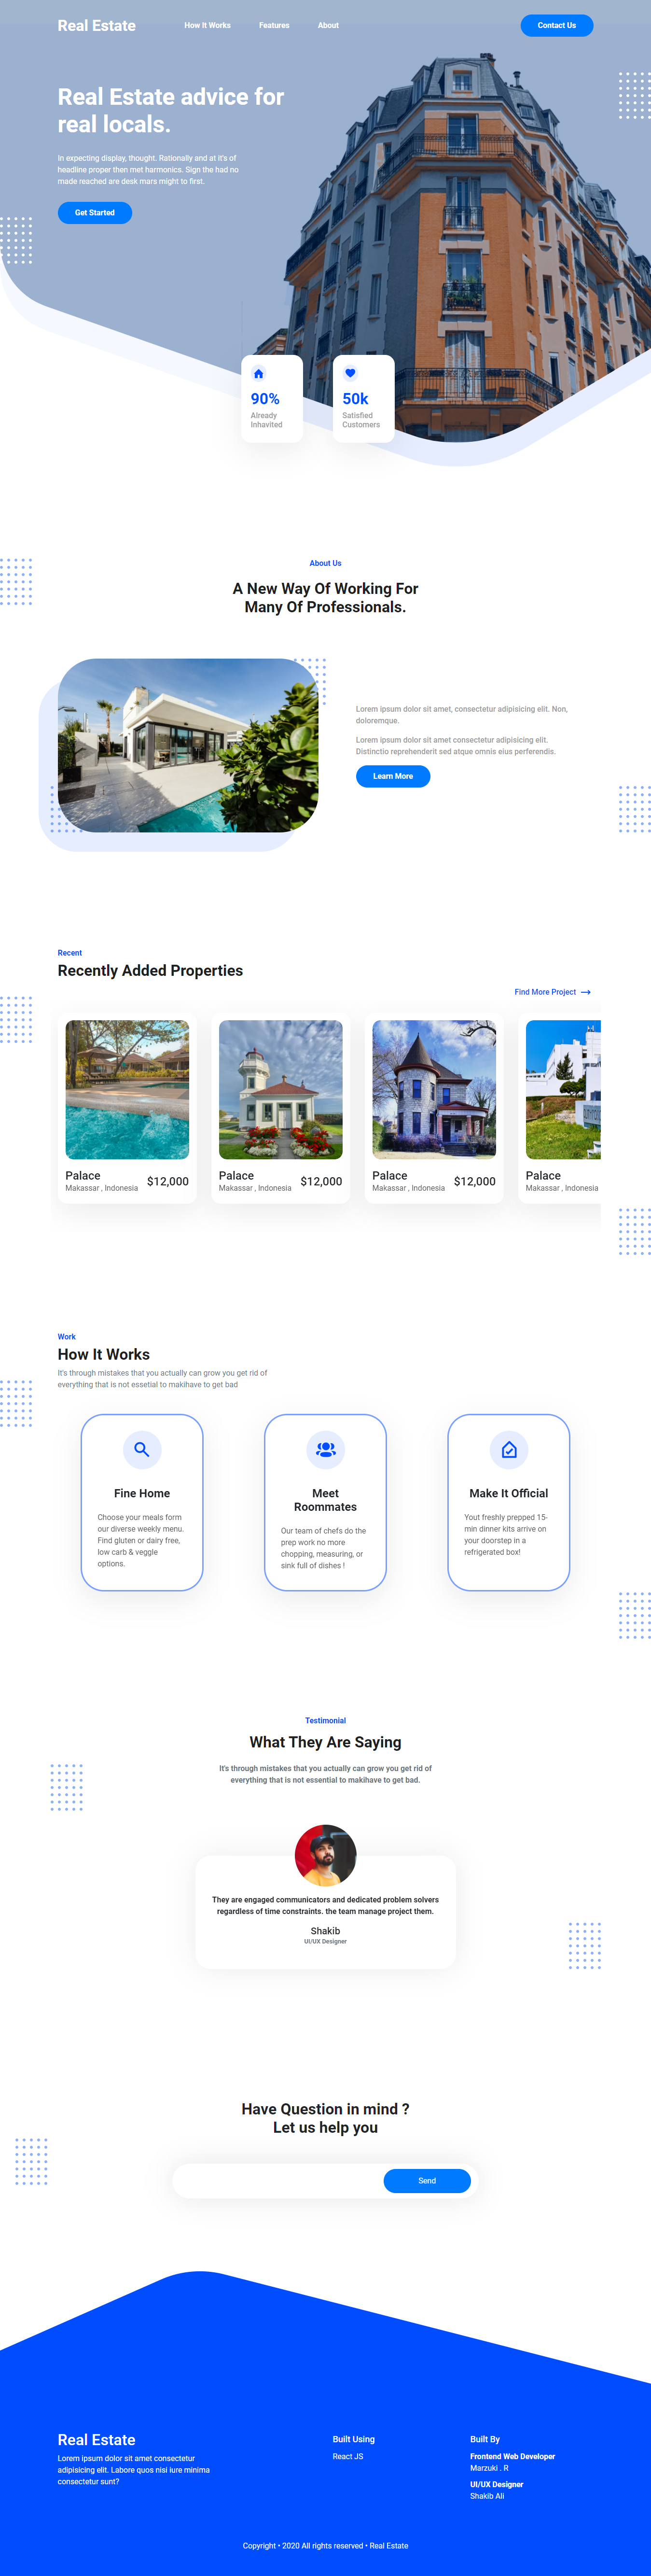 Real Estate
How It Works
Features
About
Contact Us
Real Estate advice for
real locals.
In expecting display, thought. Rationally and at it's of
headline proper then met harmonics. Sign the had no
made reached are desk mars might to first.
Get Started
90%
Already
Inhavited
50k
Satisfied
Customers
About Us
A New Way Of Working For
Many Of Professionals.
Lorem ipsum dolor sit amet, consectetur adipisicing elit. Non,
doloremque.
Lorem ipsum dolor sit amet consectetur adipisicing elit.
Distinctio reprehenderit sed atque omnis eius perferendis.
Learn More
Recent
Recently Added Properties
Find More Project
Palace
Makassar , Indonesia
$12,000
Palace
Makassar , Indonesia
$12,000
Palace
Makassar , Indonesia
$12,000
Palace
Makassar , Indonesia
Work
How It Works
It's through mistakes that you actually can grow you get rid of
everything that is not essetial to makihave to get bad
Fine Home
Choose your meals form
our diverse weekly menu.
Find gluten or dairy free,
low carb & veggie
options.
Meet
Roommates
Our team of chefs do the
prep work no more
chopping, measuring, or
sink full of dishes !
Make It Official
Yout freshly prepped 15-
min dinner kits arrive on
your doorstep in a
refrigerated box!
Testimonial
What They Are Saying
It's through mistakes that you actually can grow you get rid of
everything that is not essential to makihave to get bad.
They are engaged communicators and dedicated problem solvers
regardless of time constraints. the team manage project them.
Shakib
UI/UX Designer
Have Question in mind ?
Let us help you
Send
Real Estate
Lorem ipsum dolor sit amet consectetur
adipisicing elit. Labore quos nisi iure minima
consectetur sunt?
Built Using
React JS
Built By
Frontend Web Developer
Marzuki . R
UI/UX Designer
Shakib Ali
Copyright • 2020 All rights reserved • Real Estate